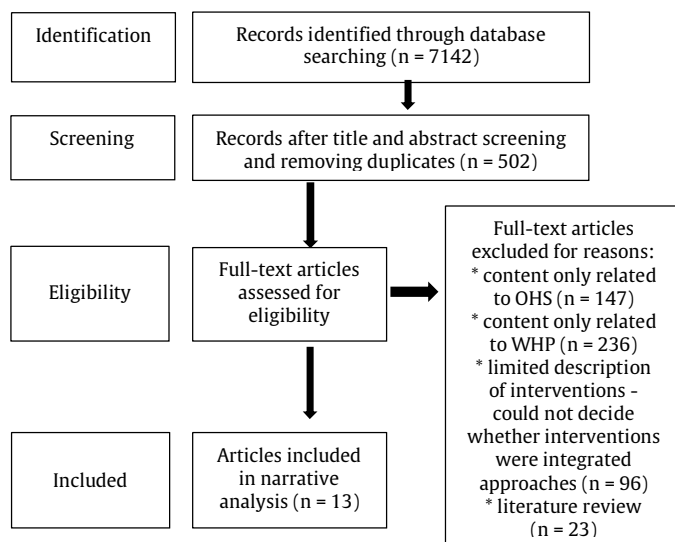 Identification
Records identified through database
searching (n = 7142)
Screening
Records after title and abstract screening
and removing duplicates (n = 502)
Eligibility
Full-text articles
assessed for
eligibility
Full-text articles
excluded for reasons:
* content only related
to OHS (n = 147)
* content only related
to WHP (n = 236)
* limited description
of interventions -
could not decide
whether interventions
were integrated
approaches (n = 96)
* literature review
(n = 23)
Included
Articles included
in narrative
analysis (n = 13)